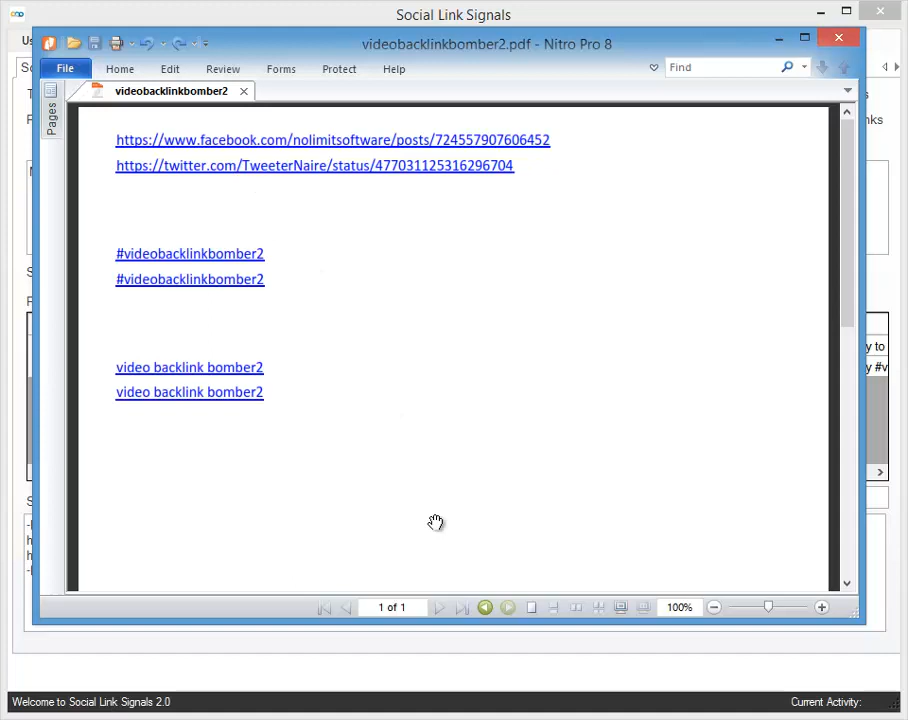 Social Link Signals
videobacklinkbomber2.pdf - Nitro Pro 8
File Home Edit Review Forms Protect Help Find
videobacklinkbomber2
Pages
https://www.facebook.com/nolimitsoftware/posts/724557907606452
https://twitter.com/TweeterNaire/status/477031125316296704
#videobacklinkbomber2
#videobacklinkbomber2
video backlink bomber2
video backlink bomber2
1 of 1 100%
Welcome to Social Link Signals 2.0 Current Activity: